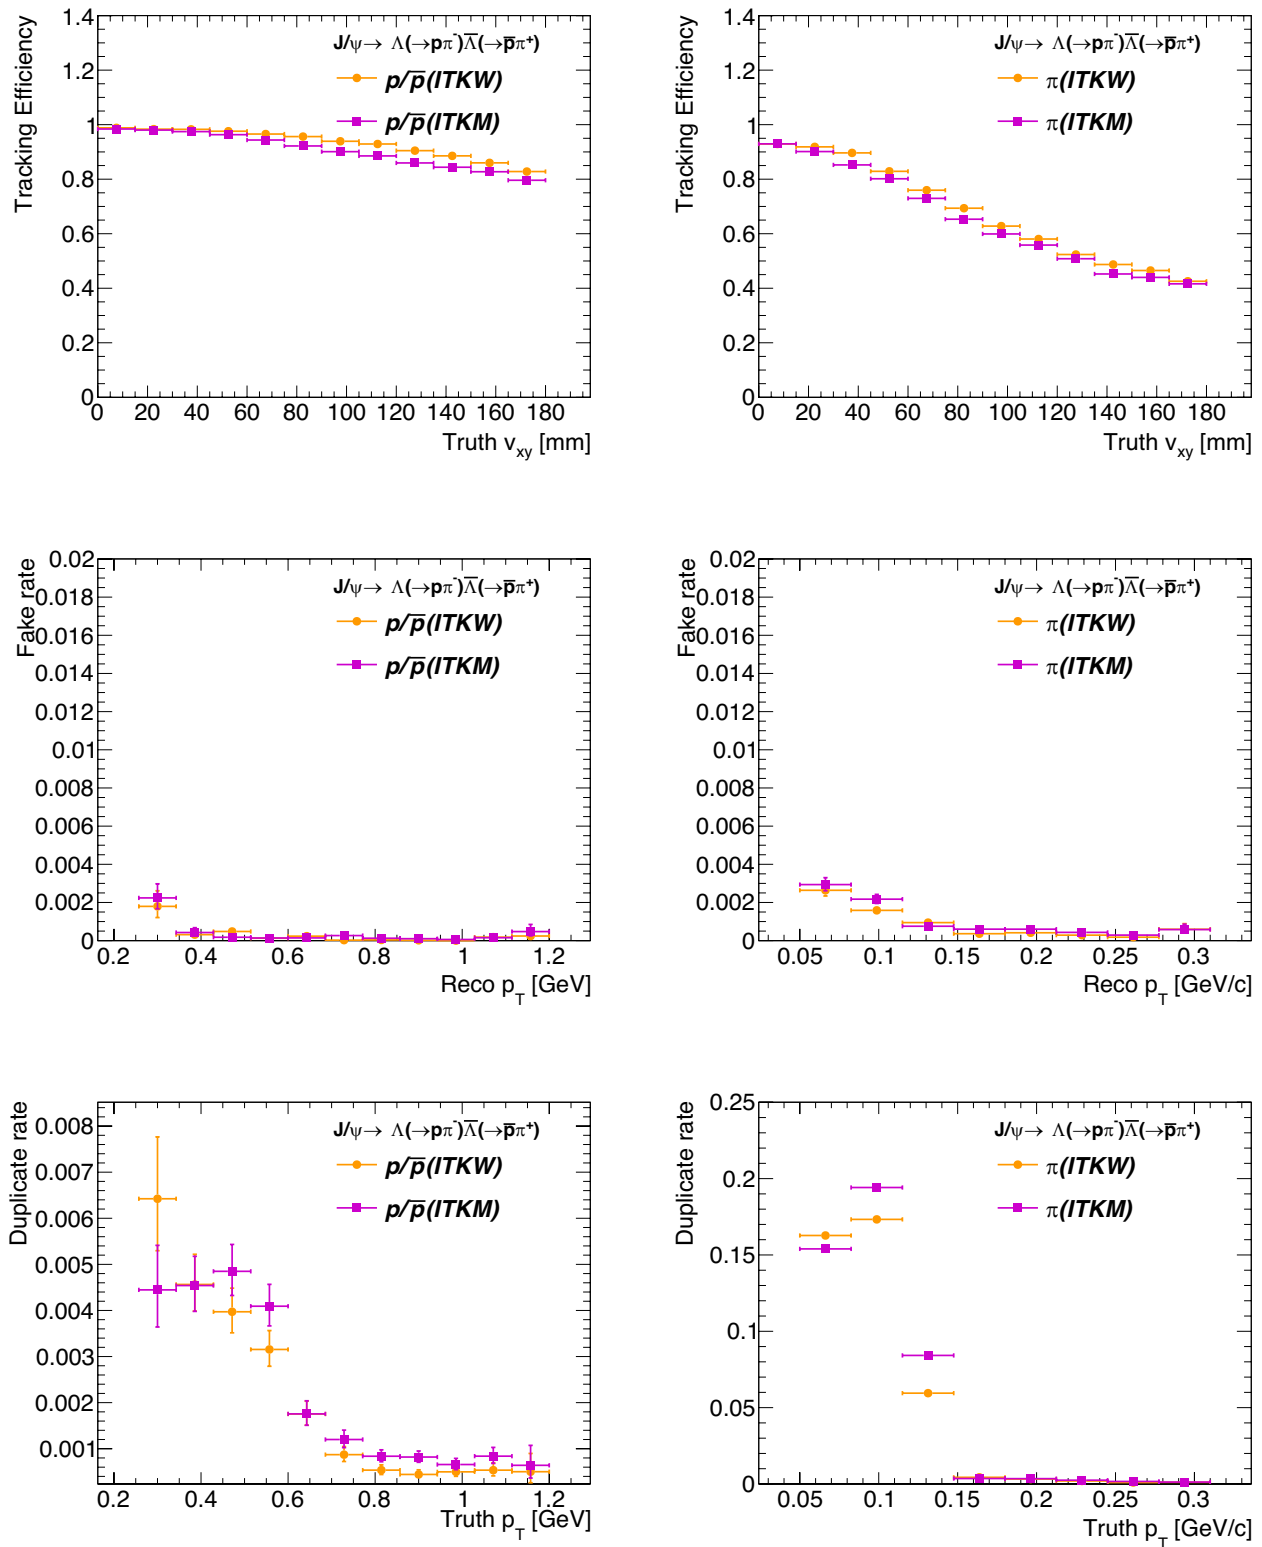 Tracking Efficiency
1.4
1.2
1
0.8
0.6
0.4
0.2
0
J/ψ→ Λ(→pπ⁻)Λ̅(→p̅π⁺)
p/p̅(ITKW)
p/p̅(ITKM)
0 20 40 60 80 100 120 140 160 180
Truth v_xy [mm]
Tracking Efficiency
1.4
1.2
1
0.8
0.6
0.4
0.2
0
J/ψ→ Λ(→pπ⁻)Λ̅(→p̅π⁺)
π(ITKW)
π(ITKM)
0 20 40 60 80 100 120 140 160 180
Truth v_xy [mm]
Fake rate
0.02
0.018
0.016
0.014
0.012
0.01
0.008
0.006
0.004
0.002
0
J/ψ→ Λ(→pπ⁻)Λ̅(→p̅π⁺)
p/p̅(ITKW)
p/p̅(ITKM)
0.2 0.4 0.6 0.8 1 1.2
Reco p_T [GeV]
Fake rate
0.02
0.018
0.016
0.014
0.012
0.01
0.008
0.006
0.004
0.002
0
J/ψ→ Λ(→pπ⁻)Λ̅(→p̅π⁺)
π(ITKW)
π(ITKM)
0.05 0.1 0.15 0.2 0.25 0.3
Reco p_T [GeV/c]
Duplicate rate
0.008
0.007
0.006
0.005
0.004
0.003
0.002
0.001
J/ψ→ Λ(→pπ⁻)Λ̅(→p̅π⁺)
p/p̅(ITKW)
p/p̅(ITKM)
0.2 0.4 0.6 0.8 1 1.2
Truth p_T [GeV]
Duplicate rate
0.25
0.2
0.15
0.1
0.05
0
J/ψ→ Λ(→pπ⁻)Λ̅(→p̅π⁺)
π(ITKW)
π(ITKM)
0.05 0.1 0.15 0.2 0.25 0.3
Truth p_T [GeV/c]